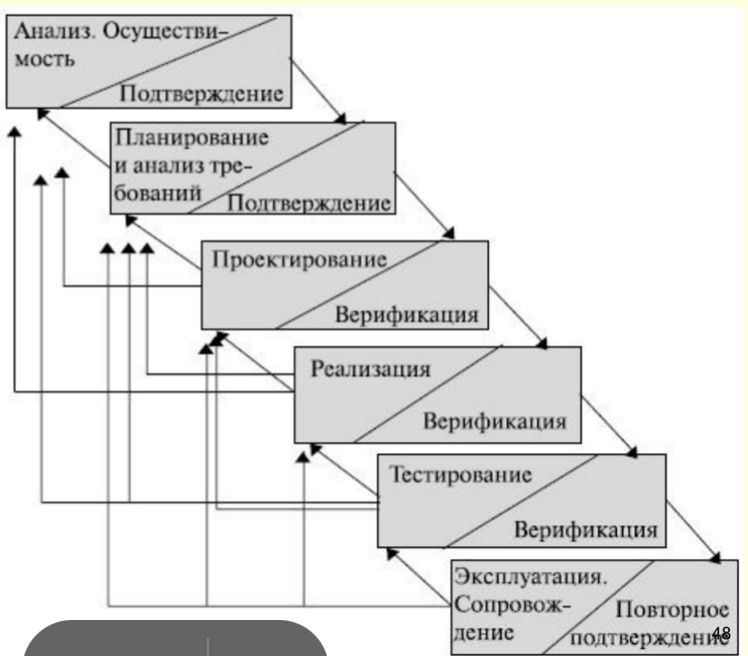 Анализ. Осуществи-
мость
Подтверждение
Планирование
и анализ тре-
бований
Подтверждение
Проектирование
Верификация
Реализация
Верификация
Тестирование
Верификация
Эксплуатация.
Сопровож-
дение
Повторное
подтверждение
48